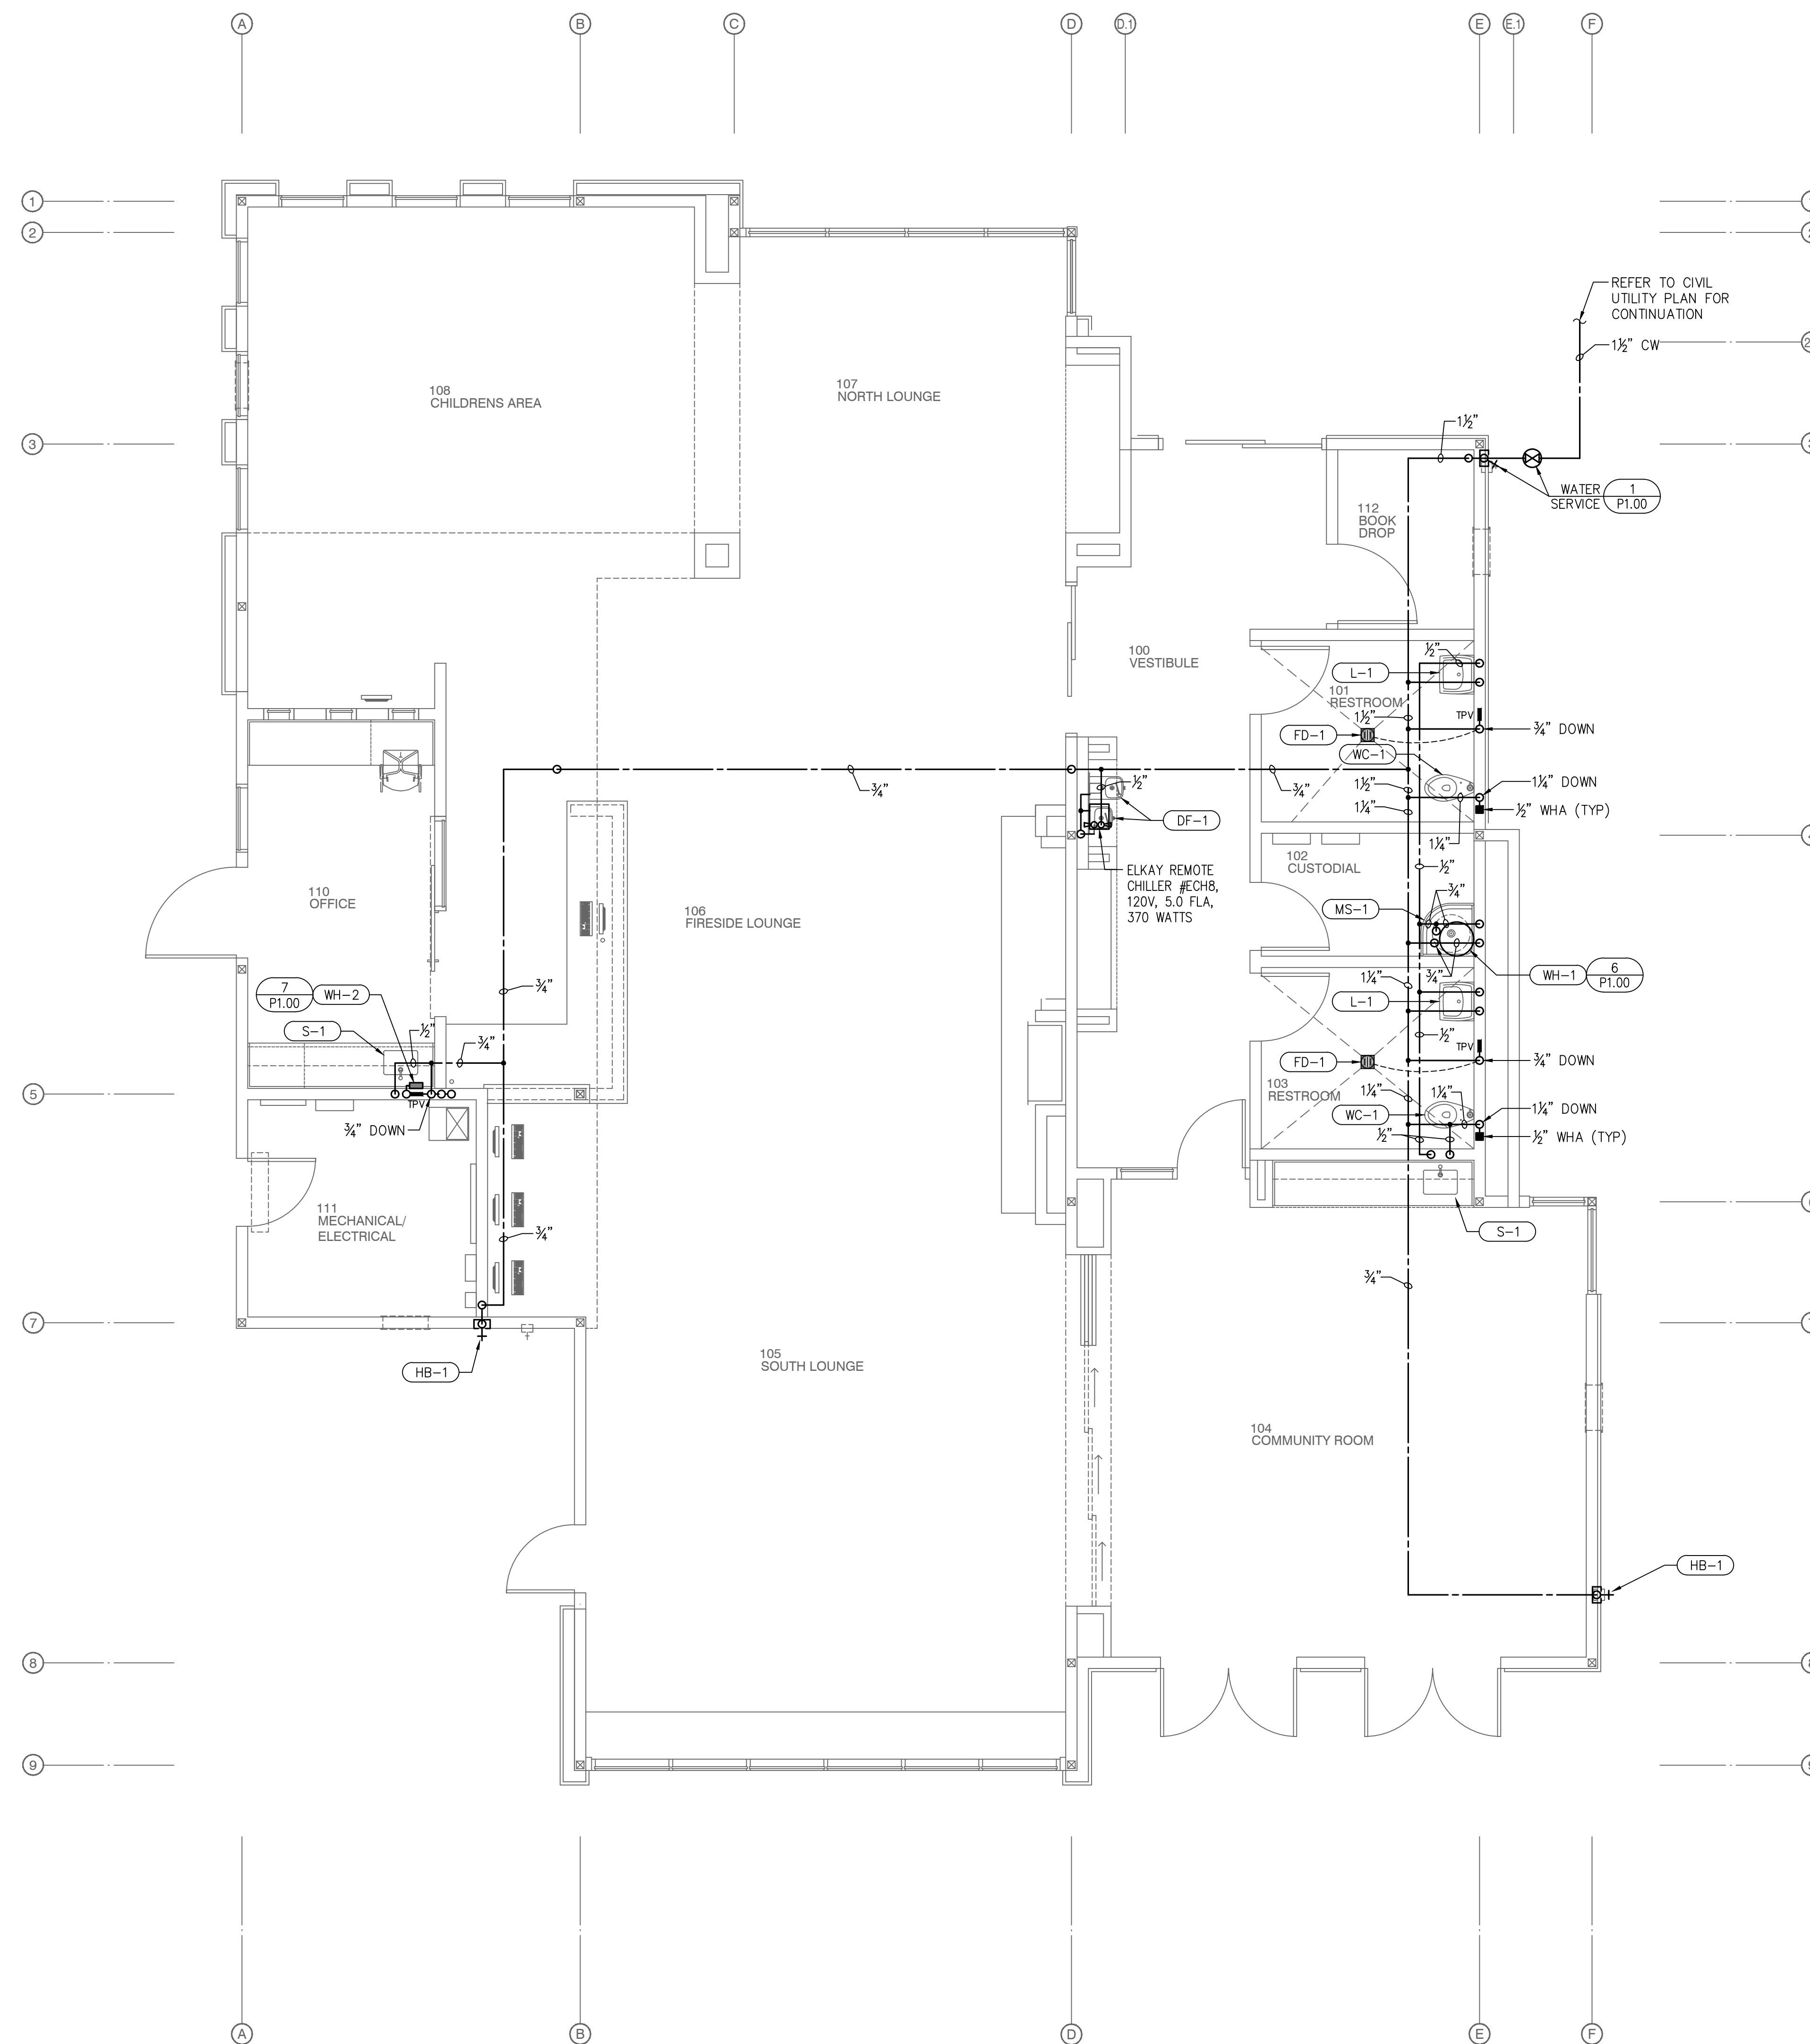 A
B
C
D
D.1
E
E.1
F
1
1
2
2
REFER TO CIVIL
UTILITY PLAN FOR
CONTINUATION
1½" CW
108
CHILDRENS AREA
107
NORTH LOUNGE
3
1½"
WATER
SERVICE
1
P1.00
112
BOOK
DROP
100
VESTIBULE
½"
L-1
101
RESTROOM
1½"
TPV
FD-1
¾" DOWN
WC-1
¾"
¾"
½"
1½"
1¼" DOWN
1¼"
½" WHA (TYP)
DF-1
1¼"
102
CUSTODIAL
½"
ELKAY REMOTE
CHILLER #ECH8,
120V, 5.0 FLA,
370 WATTS
¾"
110
OFFICE
106
FIRESIDE LOUNGE
MS-1
¾"
1¼"
WH-1
6
P1.00
¾"
7
P1.00
WH-2
L-1
S-1
½"
¾"
½"
TPV
FD-1
¾" DOWN
5
TPV
¾" DOWN
1¼"
1¼"
103
RESTROOM
WC-1
1¼" DOWN
½"
½" WHA (TYP)
111
MECHANICAL/
ELECTRICAL
¾"
S-1
¾"
7
HB-1
105
SOUTH LOUNGE
104
COMMUNITY ROOM
HB-1
8
9
A
B
D
E
F